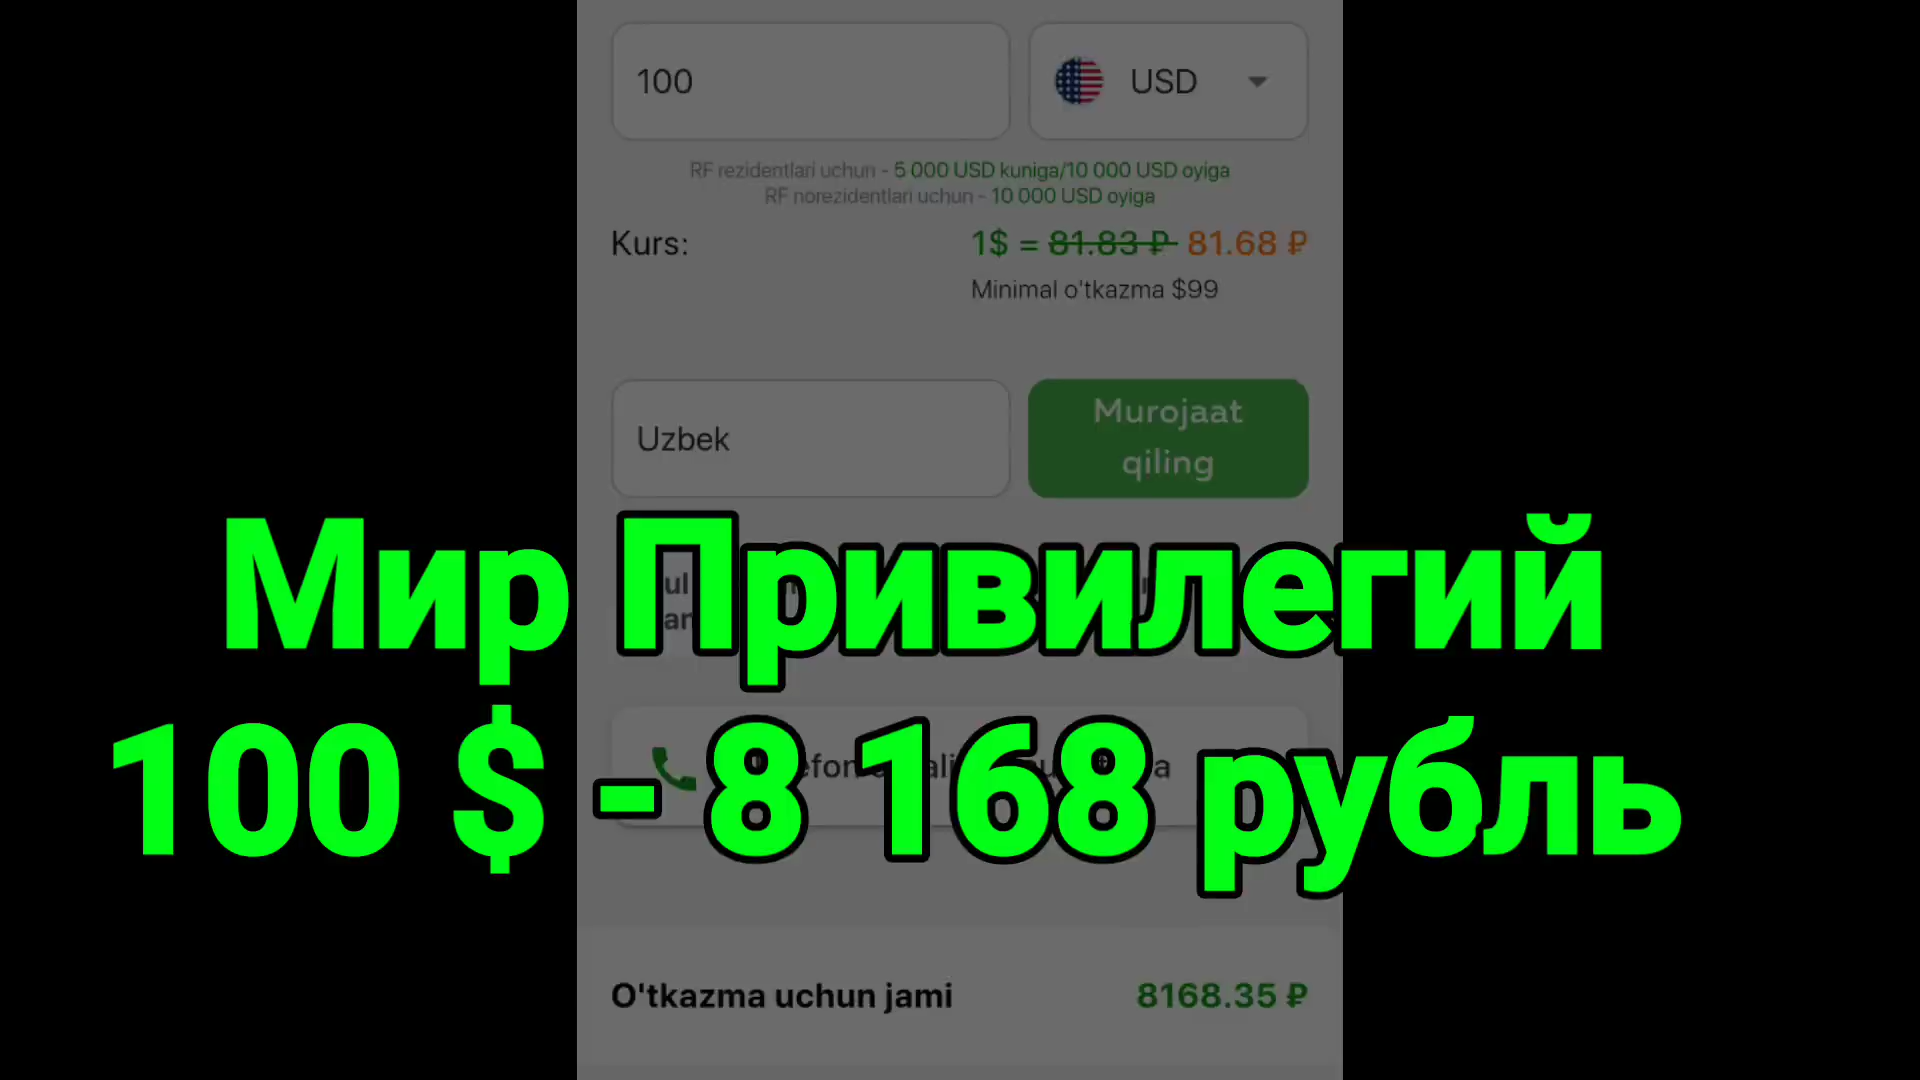 100
USD
RF rezidentlari uchun - 5 000 USD kuniga/10 000 USD oyiga
RF norezidentlari uchun - 10 000 USD oyiga
Kurs: 1$ = 81.83 ₽ 81.68 ₽
Minimal o'tkazma $99
Uzbek
Murojaat
qiling
Мир Привилегий
100 $ - 8 168 рубль
O'tkazma uchun jami 8168.35 ₽